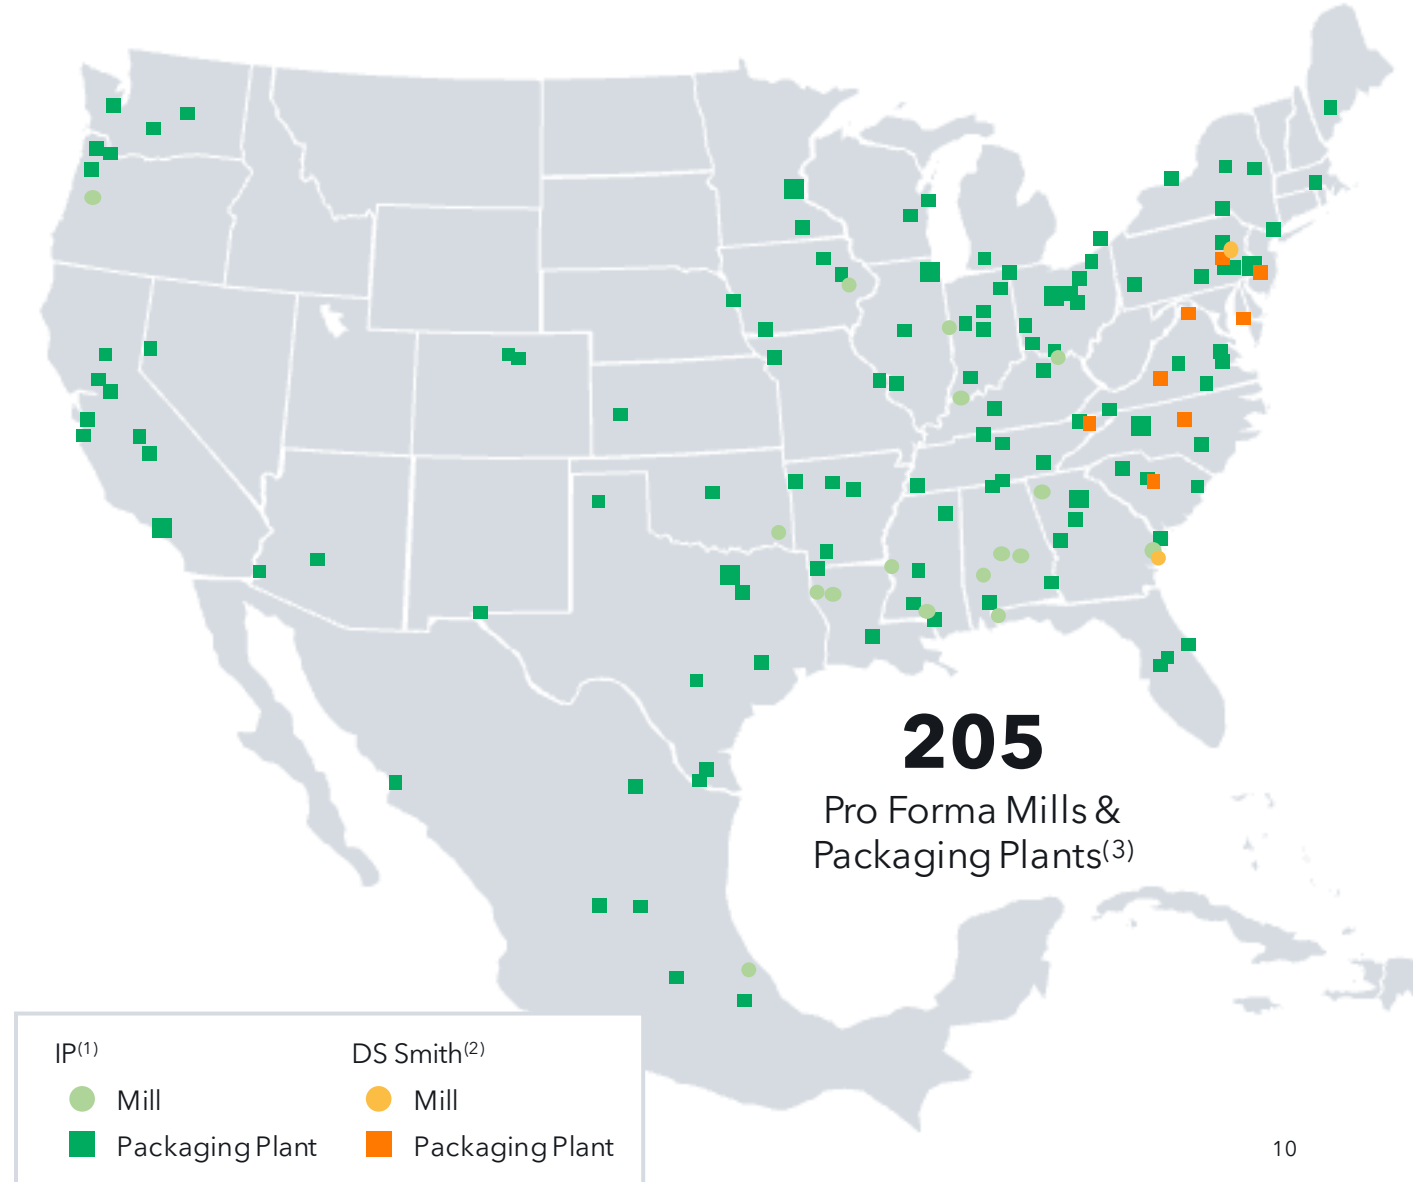 205
Pro Forma Mills &
Packaging Plants(3)
IP(1)
DS Smith(2)
Mill
Mill
Packaging Plant
Packaging Plant
10